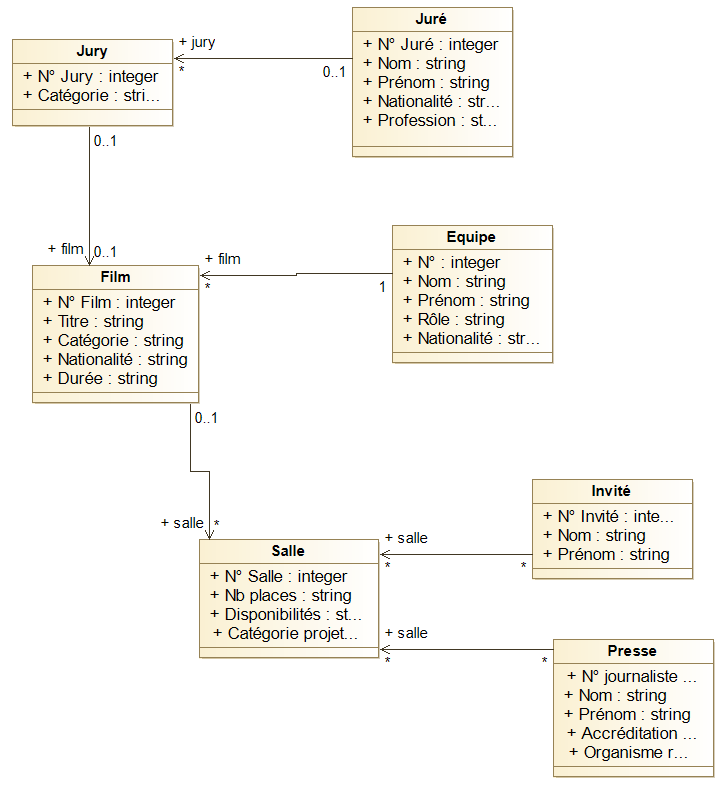 Juré
+ N° Juré : integer
+ Nom : string
+ Prénom : string
+ Nationalité : str...
+ Profession : st...
+ jury
*
0..1
Jury
+ N° Jury : integer
+ Catégorie : stri...
0..1
+ film
0..1
Equipe
+ N° : integer
+ Nom : string
+ Prénom : string
+ Rôle : string
+ Nationalité : str...
+ film
*
1
Film
+ N° Film : integer
+ Titre : string
+ Catégorie : string
+ Nationalité : string
+ Durée : string
0..1
+ salle
*
Invité
+ N° Invité : inte...
+ Nom : string
+ Prénom : string
+ salle
*
*
Salle
+ N° Salle : integer
+ Nb places : string
+ Disponibilités : st...
+ Catégorie projet...
+ salle
*
*
Presse
+ N° journaliste ...
+ Nom : string
+ Prénom : string
+ Accréditation ...
+ Organisme r...